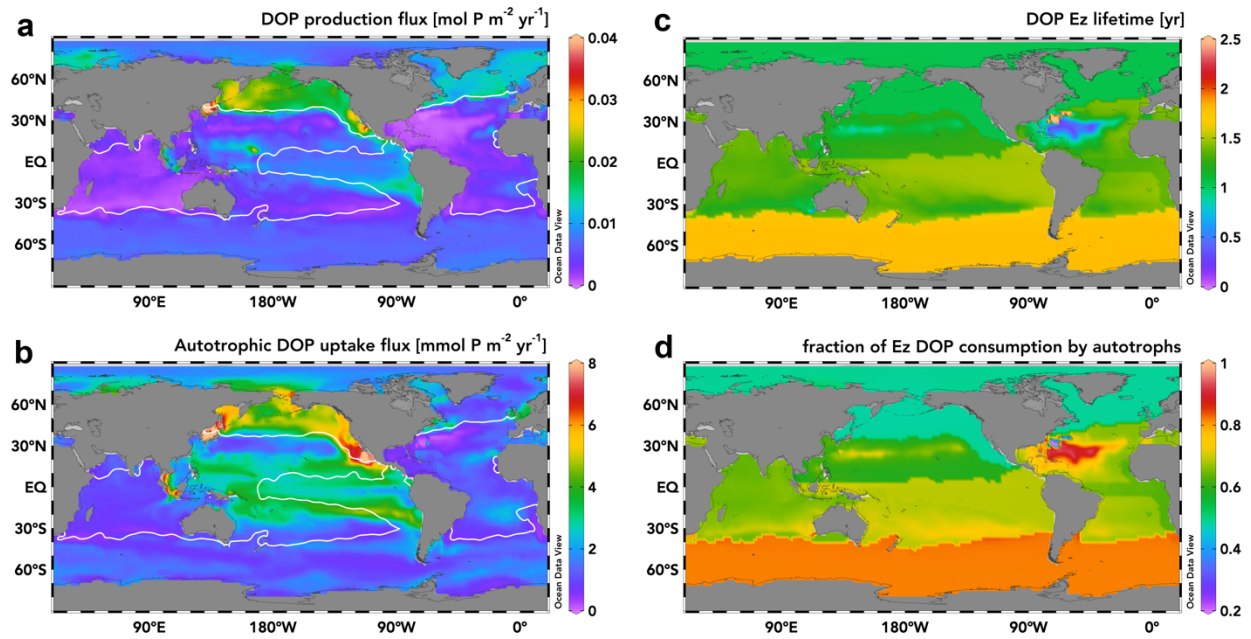 a
DOP production flux [mol P m⁻² yr⁻¹]
0.04
0.03
0.02
0.01
0
60°N
30°N
EQ
30°S
60°S
90°E
180°W
90°W
0°
Ocean Data View
c
DOP Ez lifetime [yr]
2.5
2
1.5
1
0.5
0
60°N
30°N
EQ
30°S
60°S
90°E
180°W
90°W
0°
Ocean Data View
b
Autotrophic DOP uptake flux [mmol P m⁻² yr⁻¹]
8
6
4
2
0
60°N
30°N
EQ
30°S
60°S
90°E
180°W
90°W
0°
Ocean Data View
d
fraction of Ez DOP consumption by autotrophs
1
0.8
0.6
0.4
0.2
60°N
30°N
EQ
30°S
60°S
90°E
180°W
90°W
0°
Ocean Data View